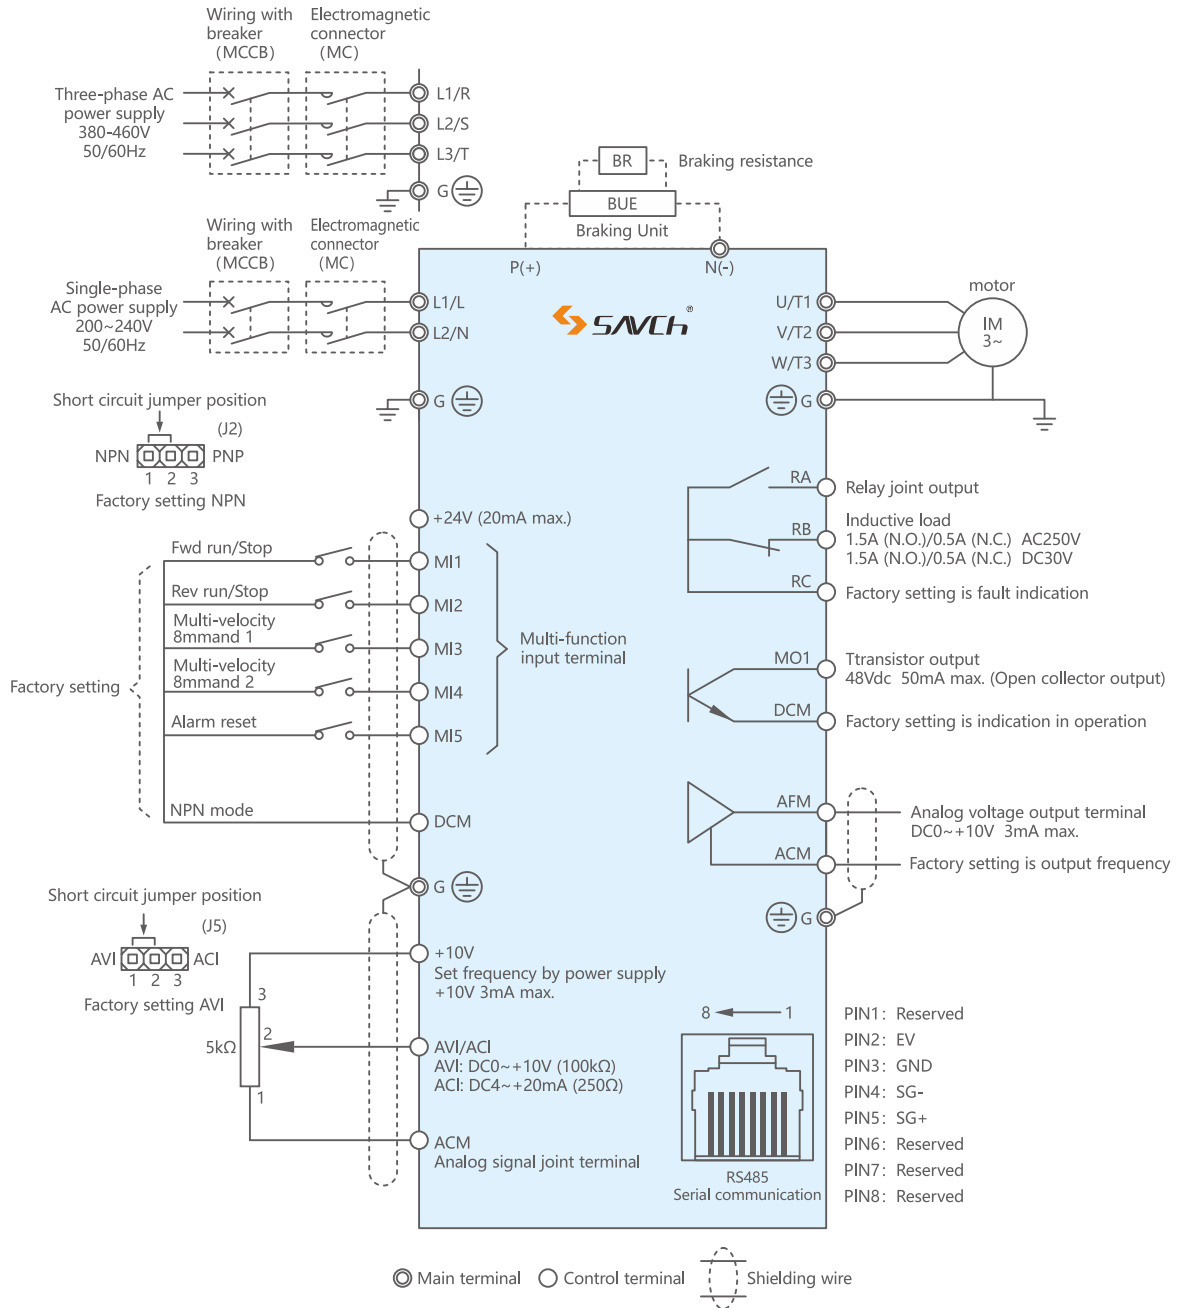 Wiring with
breaker
(MCCB)
Electromagnetic
connector
(MC)
Three-phase AC
power supply
380-460V
50/60Hz
L1/R
L2/S
L3/T
G
BR
Braking resistance
BUE
Braking Unit
P(+)
N(-)
Wiring with
breaker
(MCCB)
Electromagnetic
connector
(MC)
Single-phase
AC power supply
200~240V
50/60Hz
L1/L
L2/N
G
SAVCh®
U/T1
V/T2
W/T3
G
motor
IM
3~
Short circuit jumper position
(J2)
NPN
PNP
1 2 3
Factory setting NPN
+24V (20mA max.)
Fwd run/Stop
MI1
Rev run/Stop
MI2
Multi-velocity
8mmand 1
MI3
Multi-velocity
8mmand 2
MI4
Alarm reset
MI5
Factory setting
Multi-function
input terminal
NPN mode
DCM
G
RA
Relay joint output
RB
Inductive load
1.5A (N.O.)/0.5A (N.C.) AC250V
1.5A (N.O.)/0.5A (N.C.) DC30V
RC
Factory setting is fault indication
MO1
Ttransistor output
48Vdc 50mA max. (Open collector output)
DCM
Factory setting is indication in operation
AFM
Analog voltage output terminal
DC0~+10V 3mA max.
ACM
Factory setting is output frequency
G
Short circuit jumper position
(J5)
AVI
ACI
1 2 3
Factory setting AVI
3
2
1
5kΩ
+10V
Set frequency by power supply
+10V 3mA max.
AVI/ACI
AVI: DC0~+10V (100kΩ)
ACI: DC4~+20mA (250Ω)
ACM
Analog signal joint terminal
8
1
RS485
Serial communication
PIN1: Reserved
PIN2: EV
PIN3: GND
PIN4: SG-
PIN5: SG+
PIN6: Reserved
PIN7: Reserved
PIN8: Reserved
Main terminal
Control terminal
Shielding wire